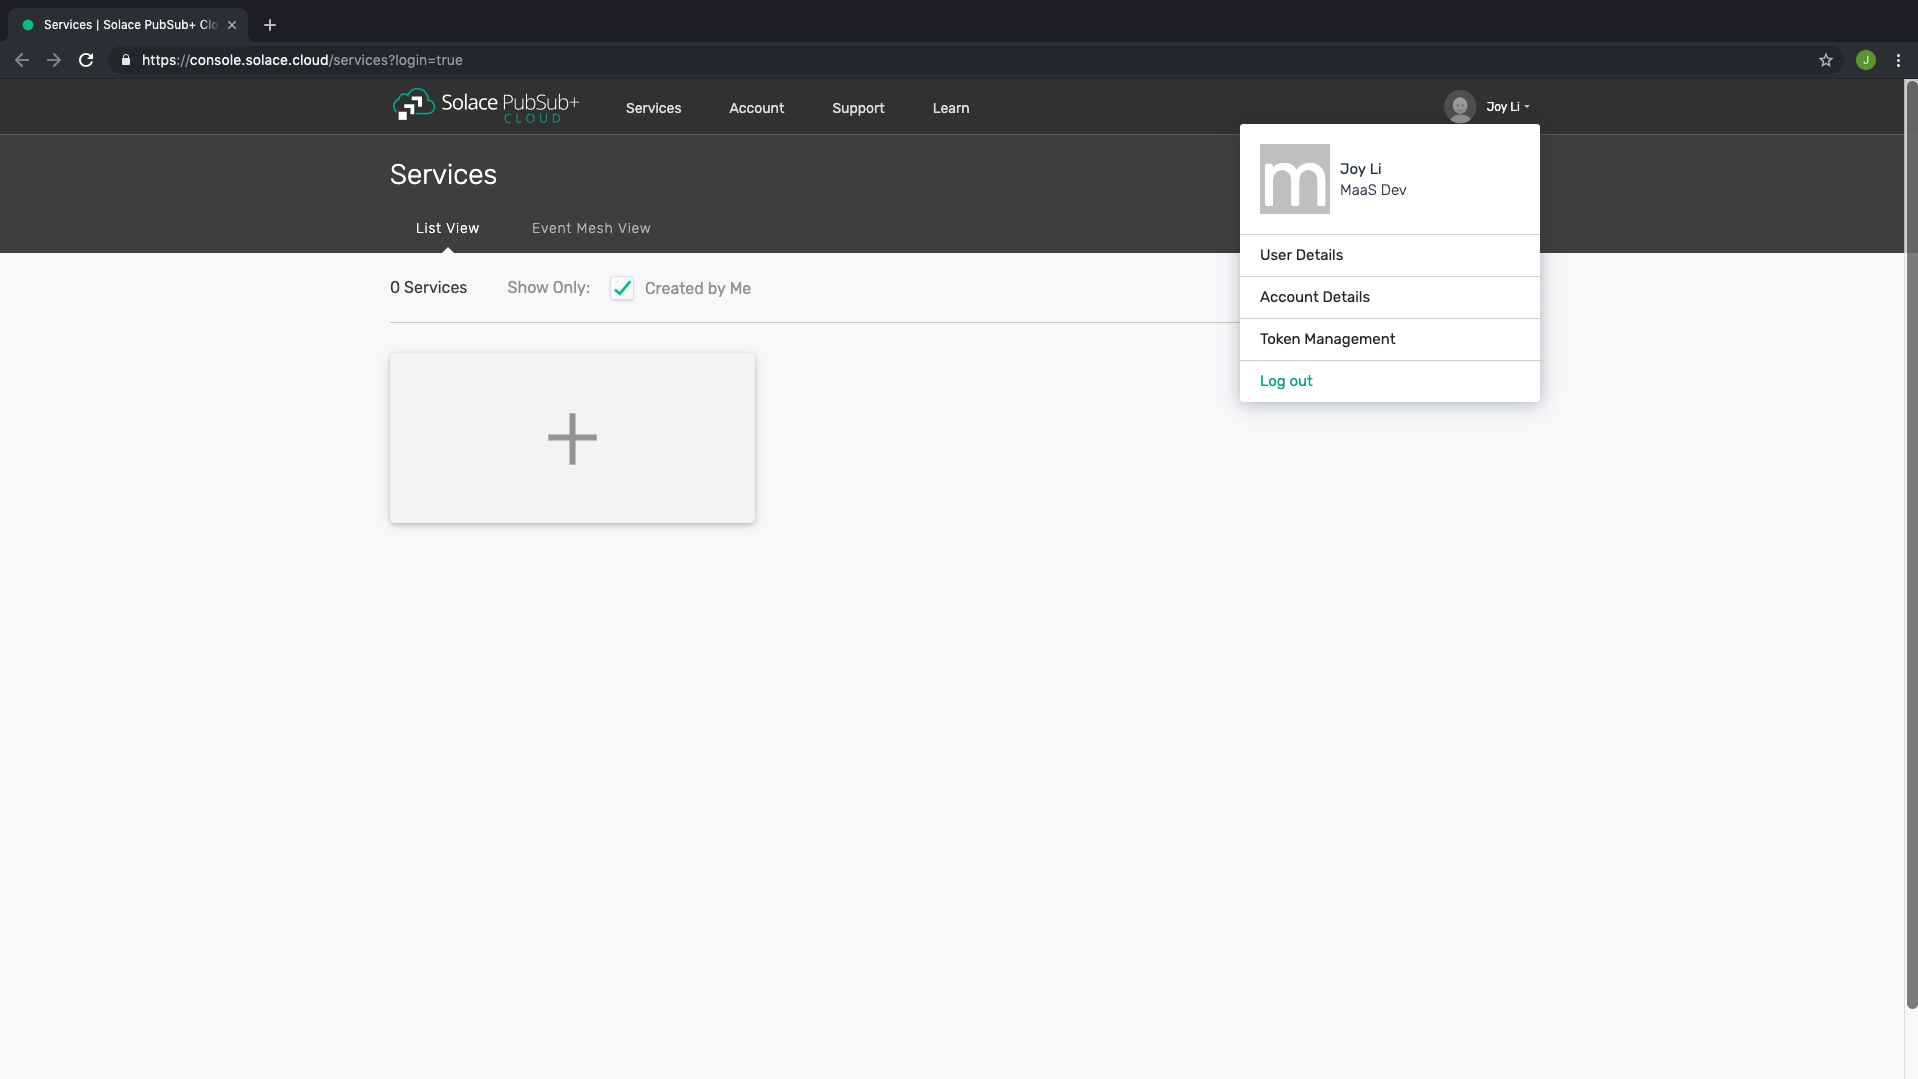 Services | Solace PubSub+ Clo
https://console.solace.cloud/services?login=true
J
Solace PubSub+
CLOUD
Services
Account
Support
Learn
Joy Li
Services
List View
Event Mesh View
m
Joy Li
MaaS Dev
User Details
Account Details
Token Management
Log out
0 Services
Show Only:
Created by Me